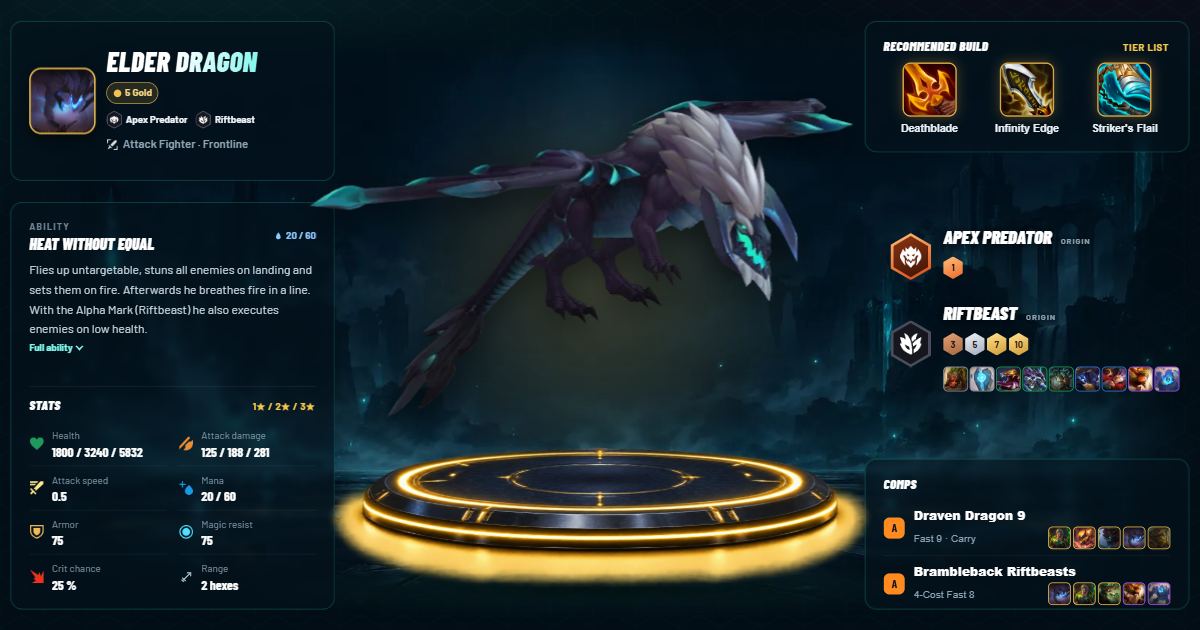 ELDER DRAGON
5 Gold
Apex Predator Riftbeast
Attack Fighter · Frontline
ABILITY
HEAT WITHOUT EQUAL
20 / 60
Flies up untargetable, stuns all enemies on landing and
sets them on fire. Afterwards he breathes fire in a line.
With the Alpha Mark (Riftbeast) he also executes
enemies on low health.
Full ability
STATS
1★ / 2★ / 3★
Health
1800 / 3240 / 5832
Attack damage
125 / 188 / 281
Attack speed
0.5
Mana
20 / 60
Armor
75
Magic resist
75
Crit chance
25 %
Range
2 hexes
RECOMMENDED BUILD
TIER LIST
Deathblade
Infinity Edge
Striker's Flail
APEX PREDATOR ORIGIN
1
RIFTBEAST ORIGIN
3 5 7 10
COMPS
A
Draven Dragon 9
Fast 9 · Carry
A
Brambleback Riftbeasts
4-Cost Fast 8